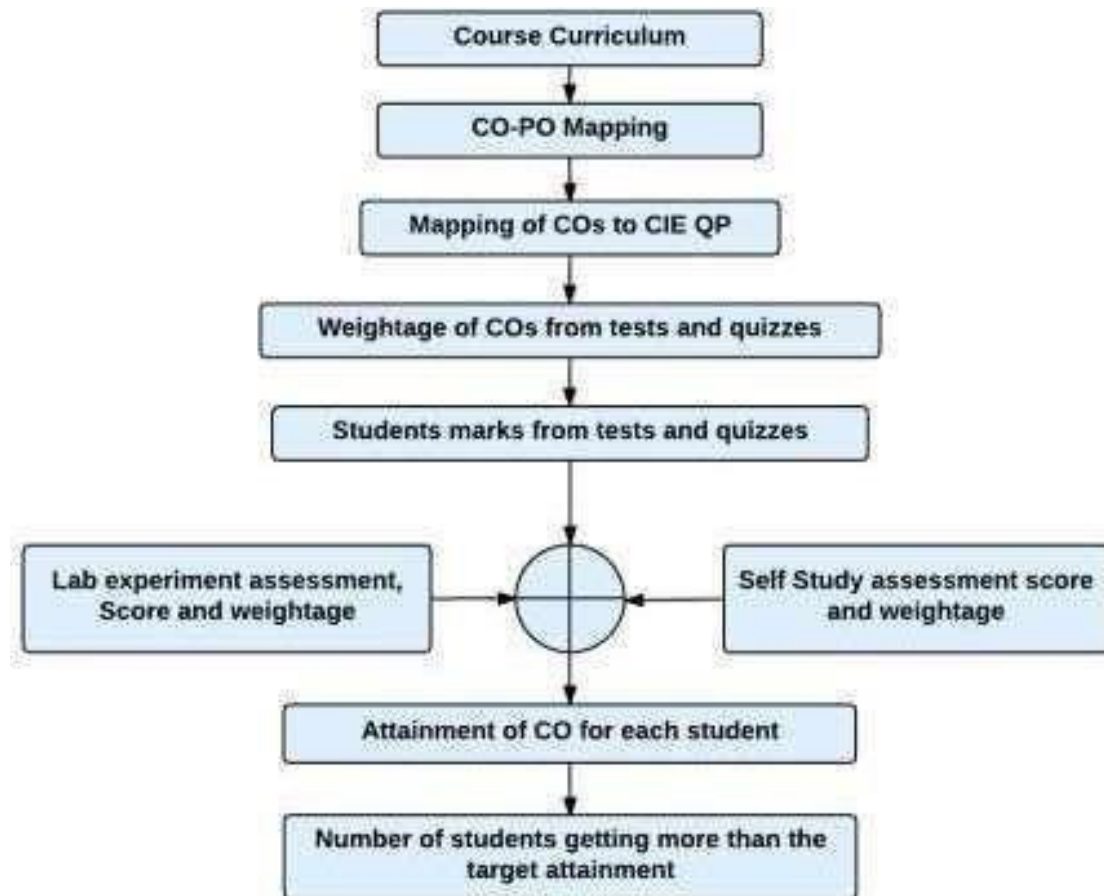 Course Curriculum
CO-PO Mapping
Mapping of COs to CIE QP
Weightage of COs from tests and quizzes
Students marks from tests and quizzes
Lab experiment assessment,
Score and weightage
Self Study assessment score
and weightage
Attainment of CO for each student
Number of students getting more than the
target attainment